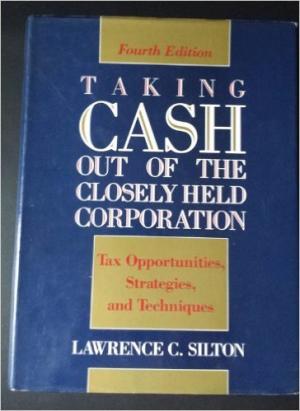 Fourth Edition
TAKING
CASH
OUT OF THE
CLOSELY HELD
CORPORATION
Tax Opportunities,
Strategies,
and Techniques
LAWRENCE C. SILTON